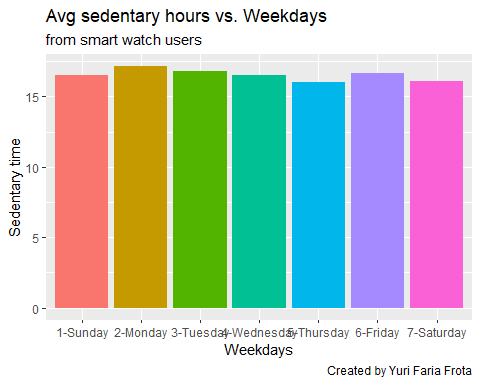 Avg sedentary hours vs. Weekdays
from smart watch users
Sedentary time
15
10
5
0
1-Sunday 2-Monday 3-Tuesday 4-Wednesday 5-Thursday 6-Friday 7-Saturday
Weekdays
Created by Yuri Faria Frota